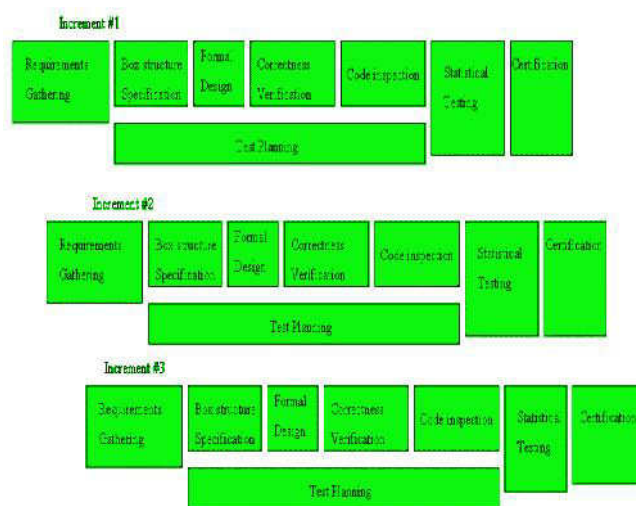 Increment #1
Requirements
Gathering
Box structure
Specification
Formal
Design
Correctness
Verification
Code inspection
Statistical
Testing
Certification
Test Planning
Increment #2
Requirements
Gathering
Box structure
Specification
Formal
Design
Correctness
Verification
Code inspection
Statistical
Testing
Certification
Test Planning
Increment #3
Requirements
Gathering
Box structure
Specification
Formal
Design
Correctness
Verification
Code inspection
Statistical
Testing
Certification
Test Planning